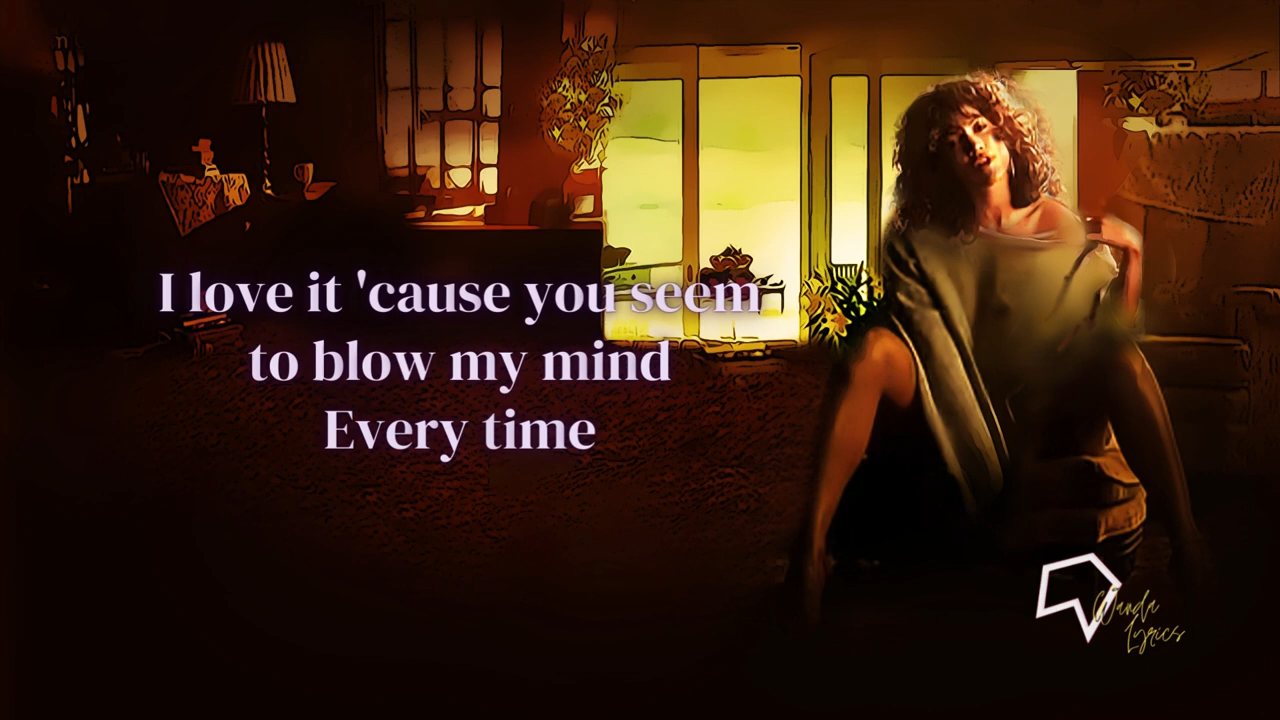 I love it 'cause you seem
to blow my mind
Every time
Wanda
Lyrics